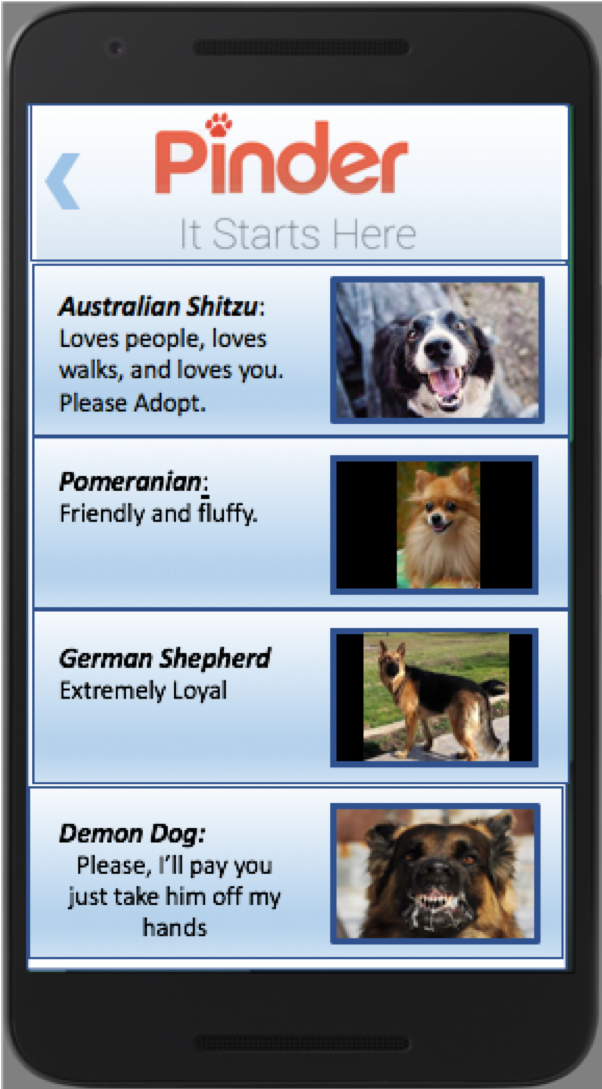 Pinder
It Starts Here
Australian Shitzu:
Loves people, loves
walks, and loves you.
Please Adopt.
Pomeranian:
Friendly and fluffy.
German Shepherd
Extremely Loyal
Demon Dog:
Please, I'll pay you
just take him off my
hands